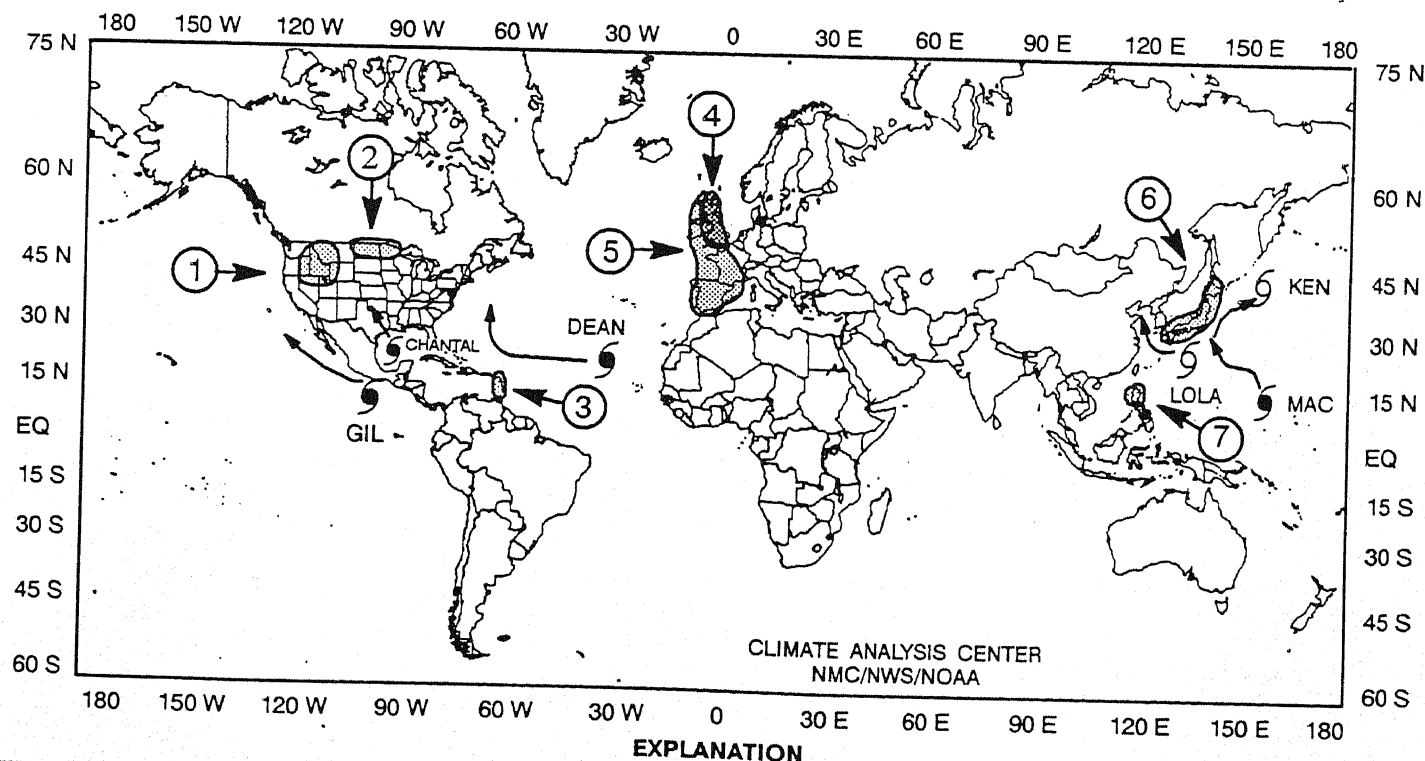 180 150 W 120 W 90 W 60 W 30 W 0 30 E 60 E 90 E 120 E 150 E 180
75 N 75 N
4
2
60 N 60 N
6
5
45 N 45 N
1
KEN
30 N 30 N
DEAN
CHANTAL
15 N 15 N
LOLA
MAC
3
GIL
7
EQ EQ
15 S 15 S
30 S 30 S
45 S 45 S
CLIMATE ANALYSIS CENTER
NMC/NWS/NOAA
60 S 60 S
180 150 W 120 W 90 W 60 W 30 W 0 30 E 60 E 90 E 120 E 150 E 180
EXPLANATION